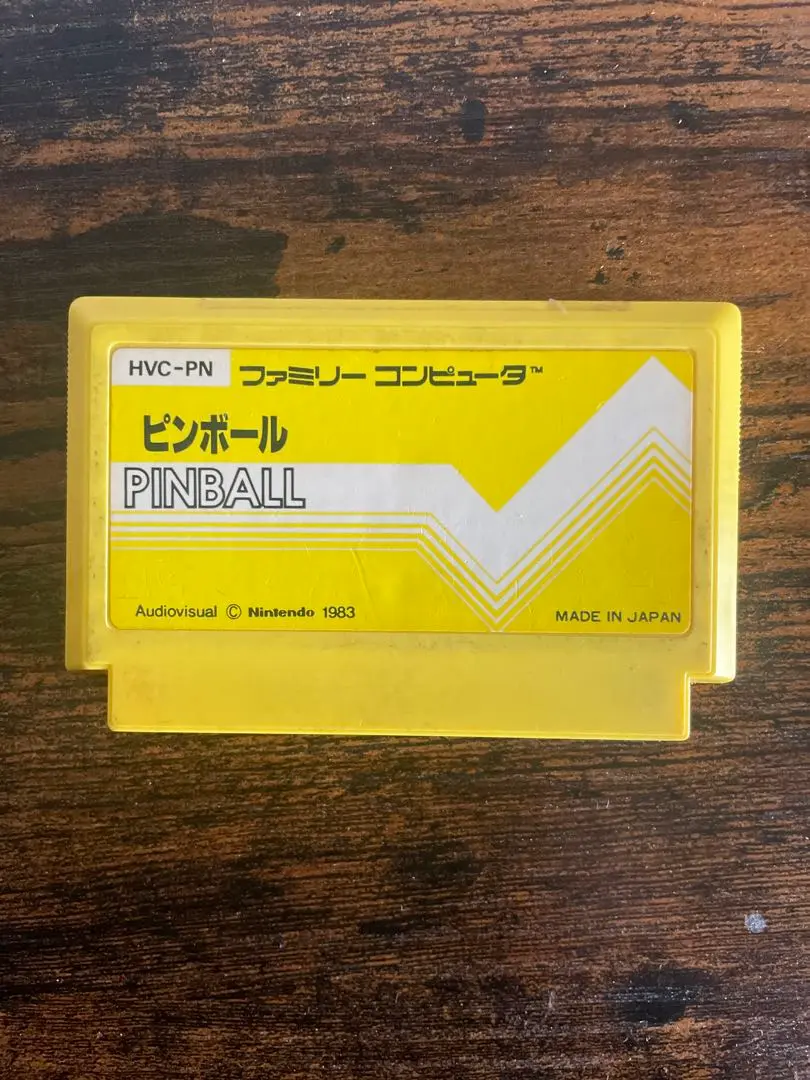 HVC-PN ファミリーコンピュータ™
ピンボール
PINBALL
Audiovisual © Nintendo 1983
MADE IN JAPAN